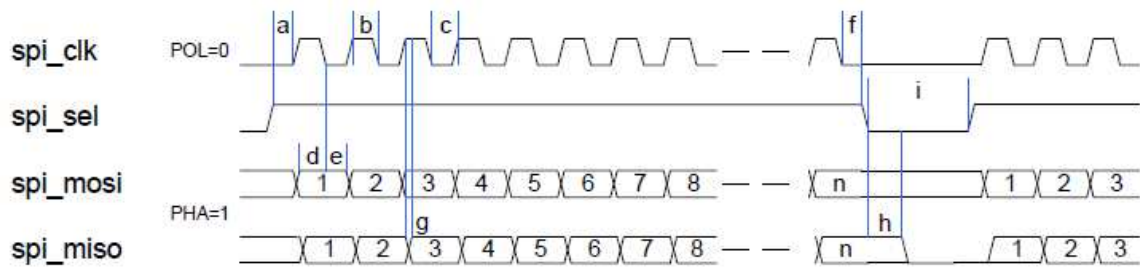 a b c f
spi_clk POL=0
i
spi_sel
d e
spi_mosi 1 2 3 4 5 6 7 8 n 1 2 3
PHA=1
g h
spi_miso 1 2 3 4 5 6 7 8 n 1 2 3